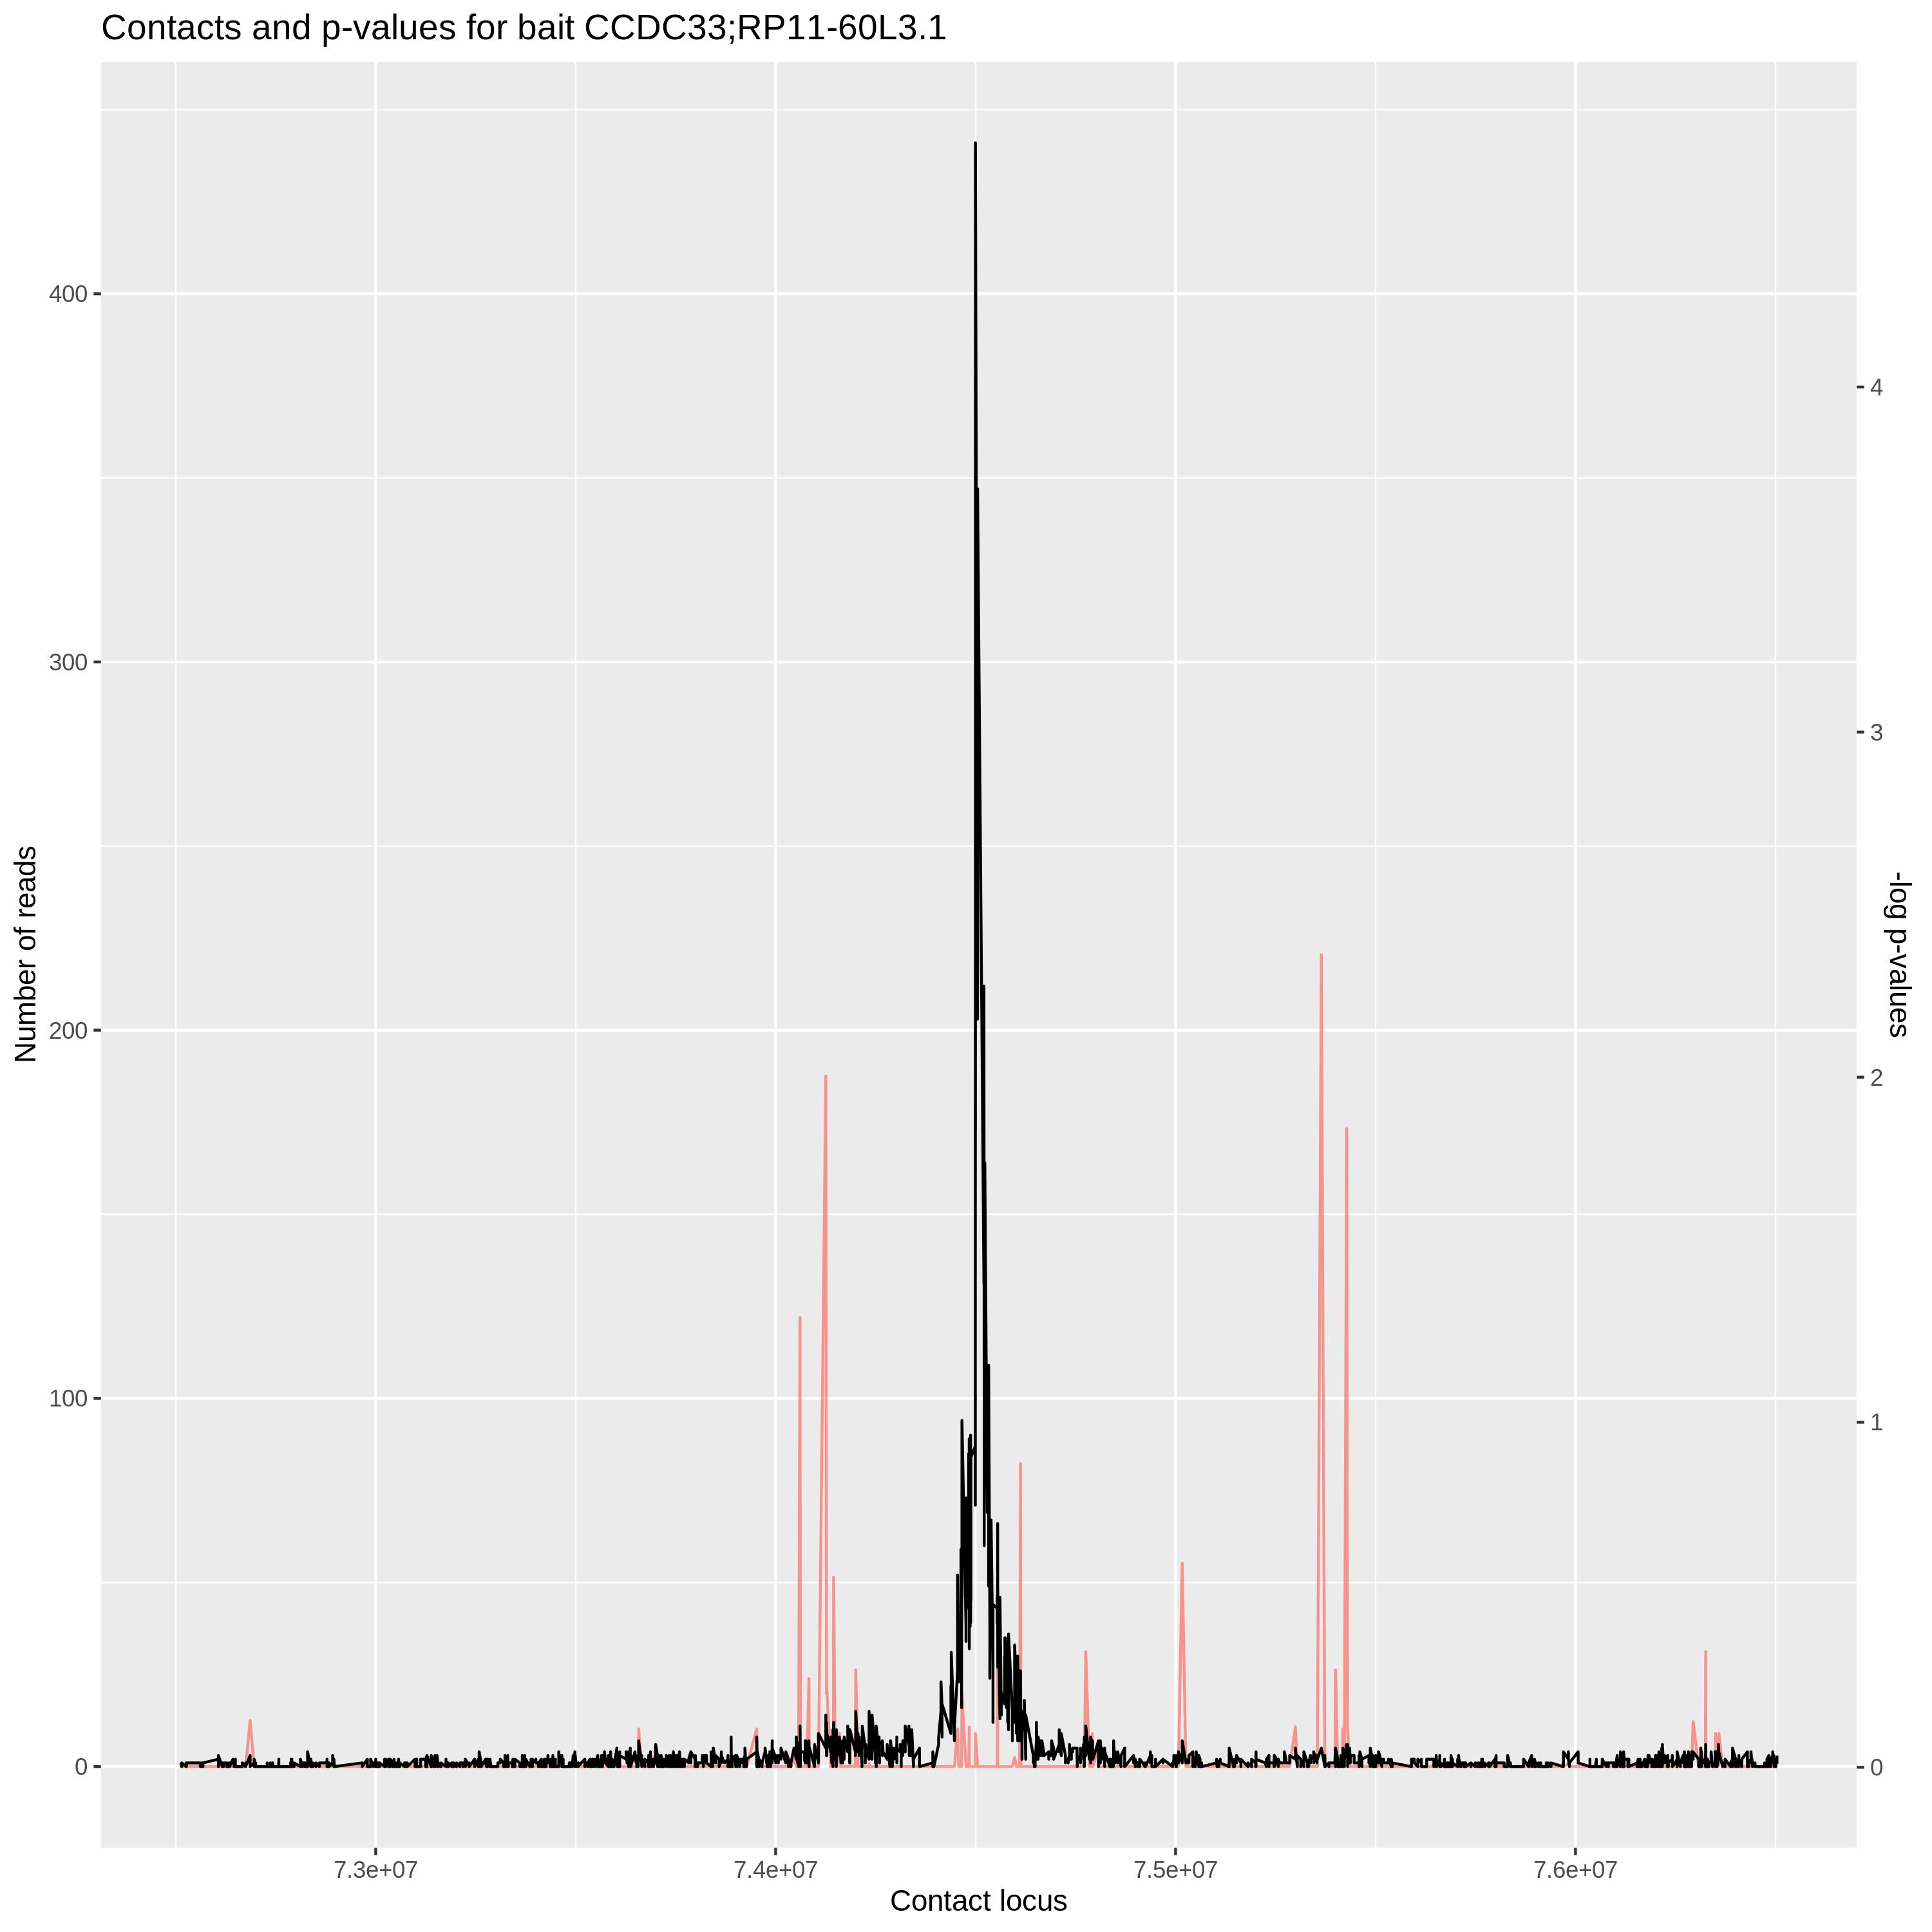 Contacts and p-values for bait CCDC33;RP11-60L3.1
Number of reads
400
300
200
100
0
4
3
2
1
0
-log p-values
7.3e+07
7.4e+07
7.5e+07
7.6e+07
Contact locus